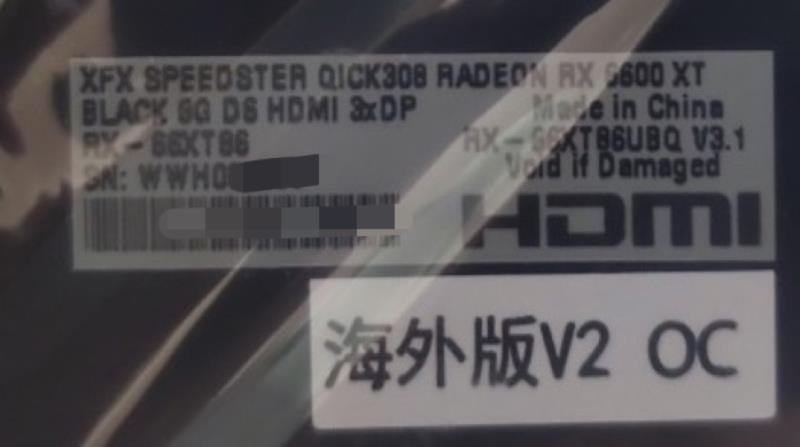 XFX SPEEDSTER QICK308 RADEON RX 6600 XT
BLACK 8G D6 HDMI 3xDP Made in China
RX-66XT86 RX-66XT86UBQ V3.1
SN: WWH0 Void if Damaged
HDMI
海外版V2 OC